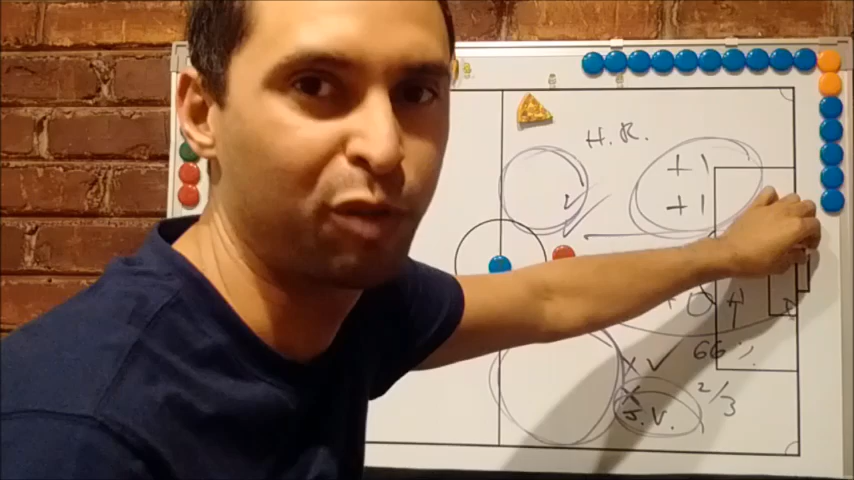 H.R.
+1
+1
66%
X ✓
2/3
X
J.V.